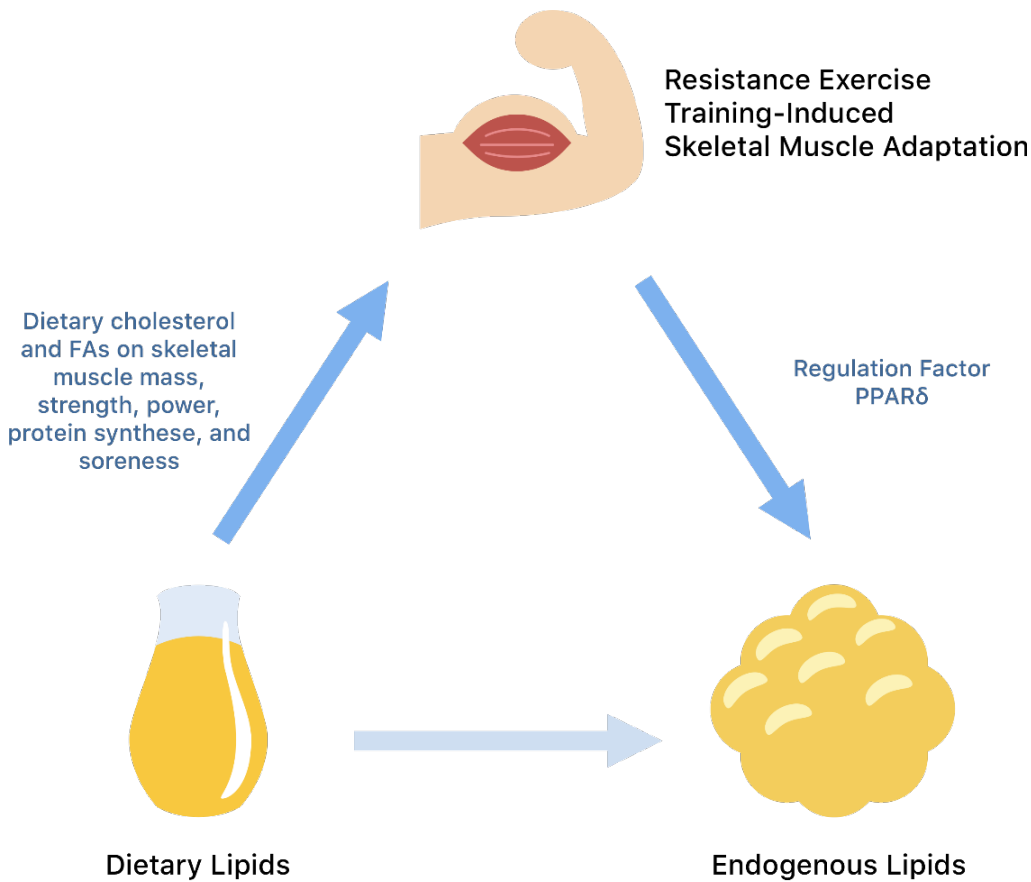 Resistance Exercise
Training-Induced
Skeletal Muscle Adaptation
Dietary cholesterol
and FAs on skeletal
muscle mass,
strength, power,
protein synthese, and
soreness
Regulation Factor
PPARδ
Dietary Lipids
Endogenous Lipids